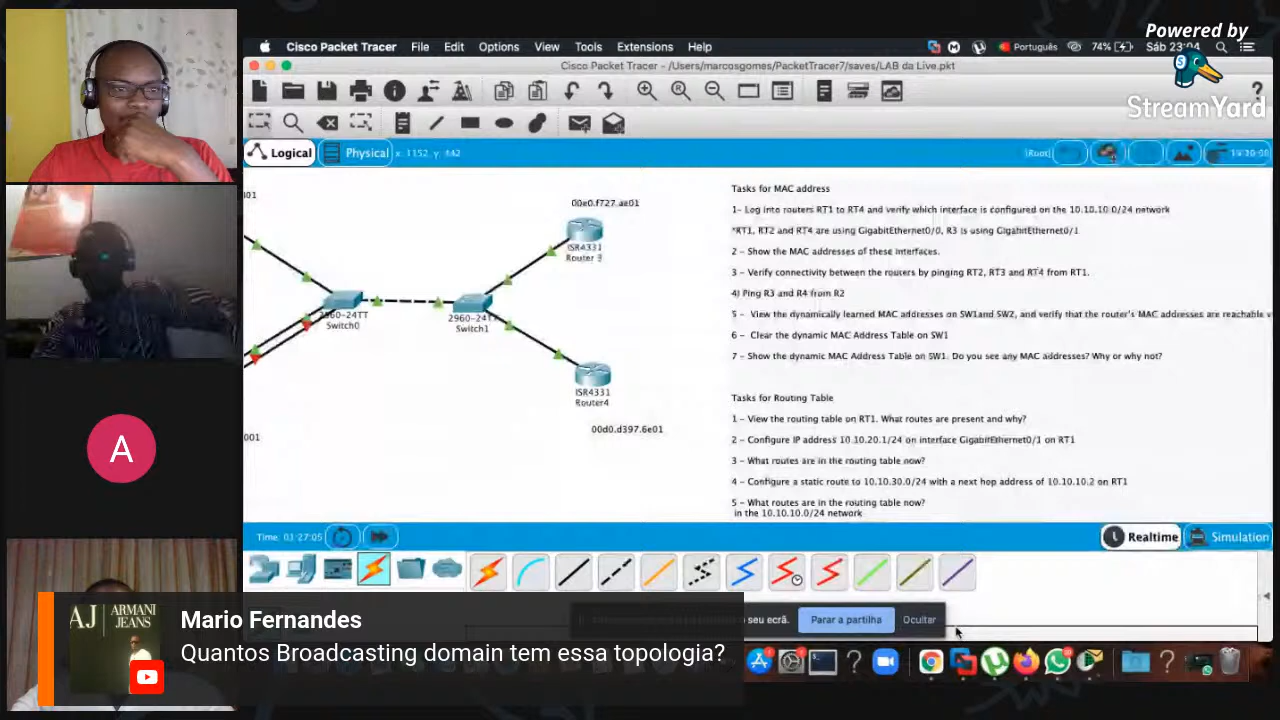 Powered by
StreamYard
Cisco Packet Tracer File Edit Options View Tools Extensions Help
Português 74% Sáb 23:04
Cisco Packet Tracer - /Users/marcosgomes/PacketTracer7/saves/LAB da Live.pkt
Logical Physical x: 1152, y: 442
[Root]
00e0.f727.ae01
ISR4331
2960-24TT
Switch0
Switch1
ISR4331
Router4
00d0.d397.6e01
Tasks for MAC address
1- Log into routers RT1 to RT4 and verify which interface is configured on the 10.10.10.0/24 network
*RT1, RT2 and RT4 are using GigabitEthernet0/0, R3 is using GigabitEthernet0/1
2 - Show the MAC addresses of these interfaces.
3 - Verify connectivity between the routers by pinging RT2, RT3 and RT4 from RT1.
4) Ping R3 and R4 from R2
5 - View the dynamically learned MAC addresses on SW1and SW2, and verify that the router's MAC addresses are reachable
6 - Clear the dynamic MAC Address Table on SW1
7 - Show the dynamic MAC Address Table on SW1. Do you see any MAC addresses? Why or why not?
Tasks for Routing Table
1 - View the routing table on RT1. What routes are present and why?
2 - Configure IP address 10.10.20.1/24 on interface GigabitEthernet0/1 on RT1
3 - What routes are in the routing table now?
4 - Configure a static route to 10.10.30.0/24 with a next hop address of 10.10.10.2 on RT1
5 - What routes are in the routing table now?
in the 10.10.10.0/24 network
Time: 01:27:05
Realtime Simulation
A
seu ecrã. Parar a partilha Ocultar
AJ ARMANI
JEANS
Mario Fernandes
Quantos Broadcasting domain tem essa topologia?